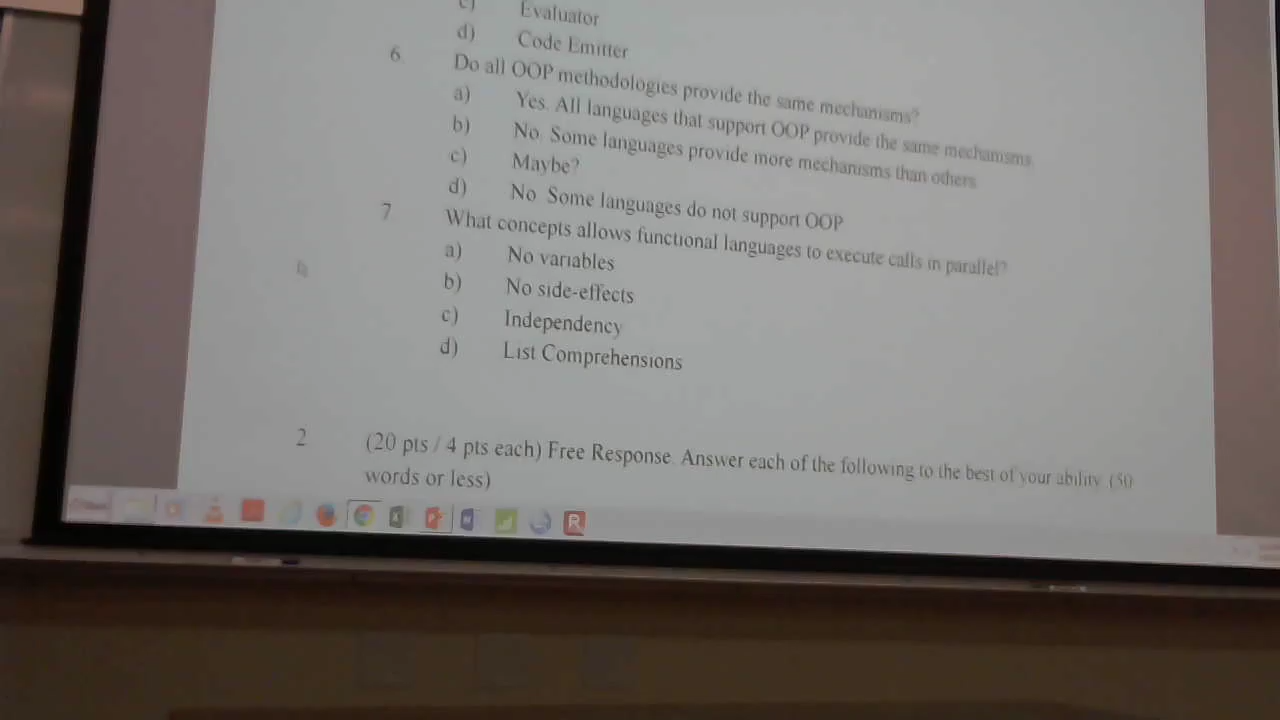 c) Evaluator
d) Code Emitter
6 Do all OOP methodologies provide the same mechanisms?
a) Yes. All languages that support OOP provide the same mechanisms
b) No. Some languages provide more mechanisms than others
c) Maybe?
d) No Some languages do not support OOP
7 What concepts allows functional languages to execute calls in parallel?
a) No variables
b) No side-effects
c) Independency
d) List Comprehensions
2 (20 pts / 4 pts each) Free Response. Answer each of the following to the best of your ability (50
words or less)
R